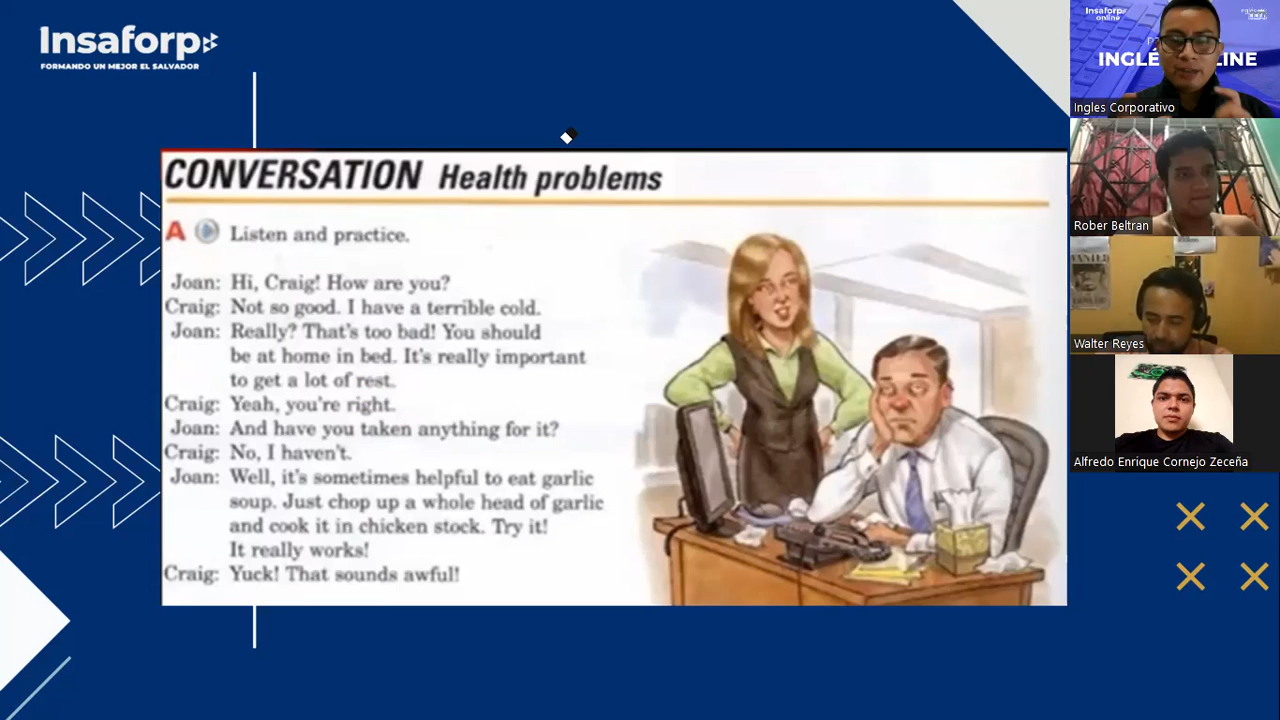 Insaforp
FORMANDO UN MEJOR EL SALVADOR
CONVERSATION Health problems
A Listen and practice.
Joan: Hi, Craig! How are you?
Craig: Not so good. I have a terrible cold.
Joan: Really? That's too bad! You should
be at home in bed. It's really important
to get a lot of rest.
Craig: Yeah, you're right.
Joan: And have you taken anything for it?
Craig: No, I haven't.
Joan: Well, it's sometimes helpful to eat garlic
soup. Just chop up a whole head of garlic
and cook it in chicken stock. Try it!
It really works!
Craig: Yuck! That sounds awful!
Insaforp
online
INGLÉ LINE
Ingles Corporativo
Rober Beltran
WANTED
Walter Reyes
Alfredo Enrique Cornejo Zeceña